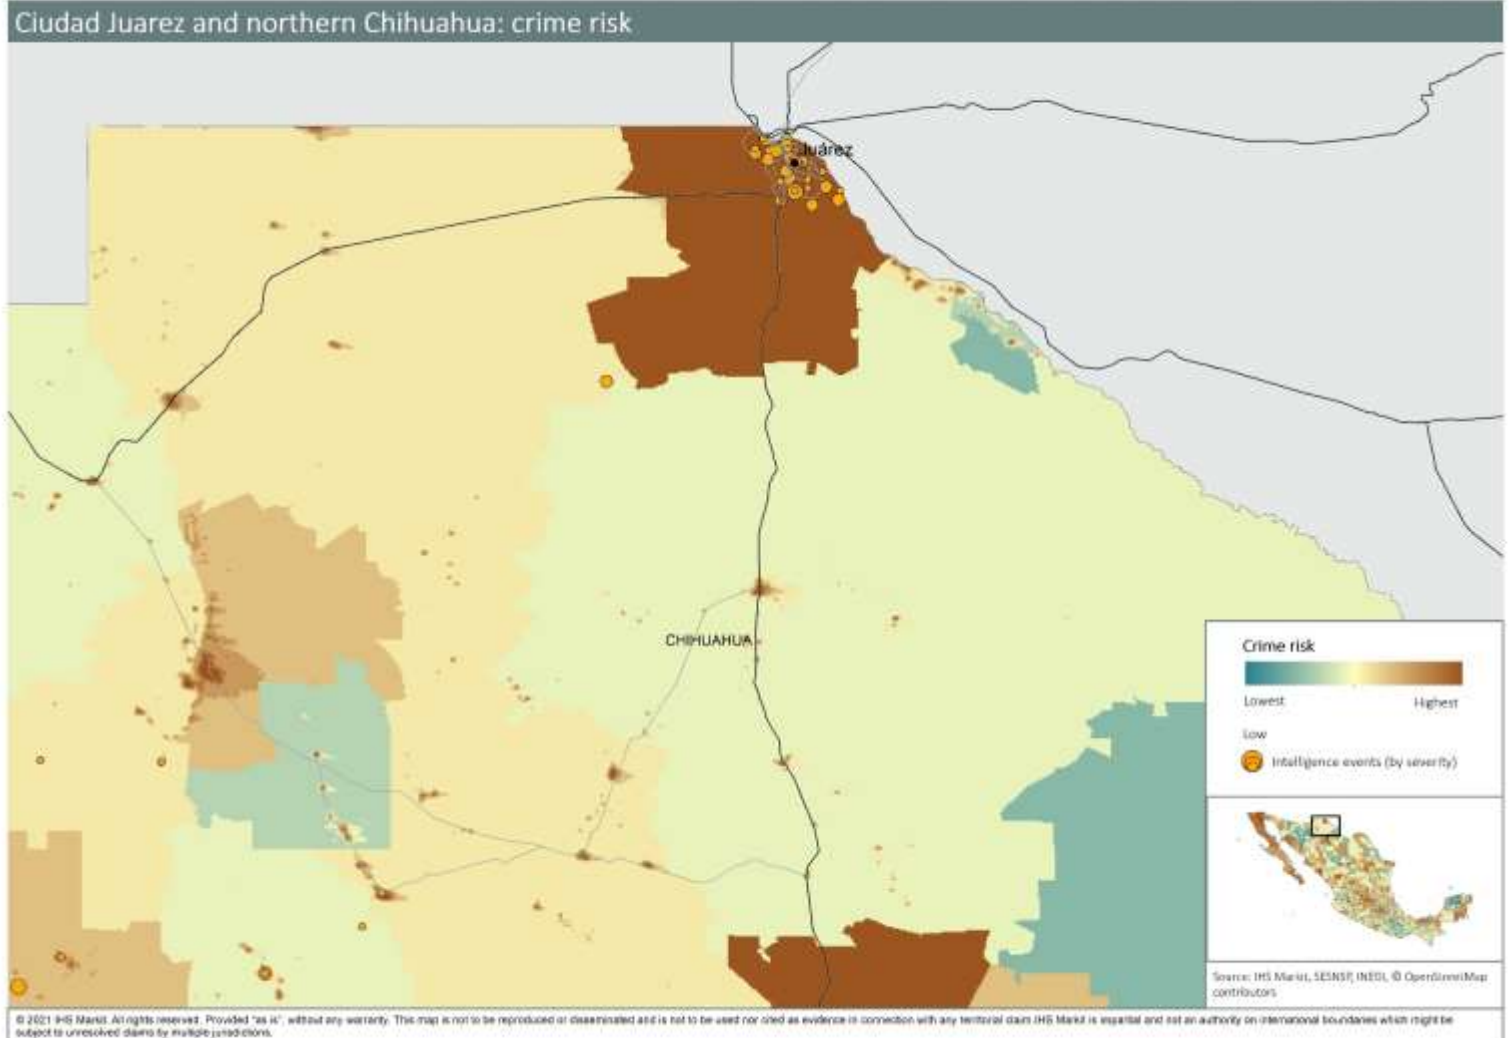 Ciudad Juarez and northern Chihuahua: crime risk
Juárez
CHIHUAHUA
Crime risk
Lowest Highest
Low
Intelligence events (by severity)
Source: IHS Markit, SESNSP, INEGI, © OpenStreetMap
contributors
© 2021 IHS Markit. All rights reserved. Provided "as is", without any warranty. This map is not to be reproduced or disseminated and is not to be used nor cited as evidence in connection with any territorial claim. IHS Markit is impartial and not an authority on international boundaries which might be
subject to unresolved claims by multiple jurisdictions.